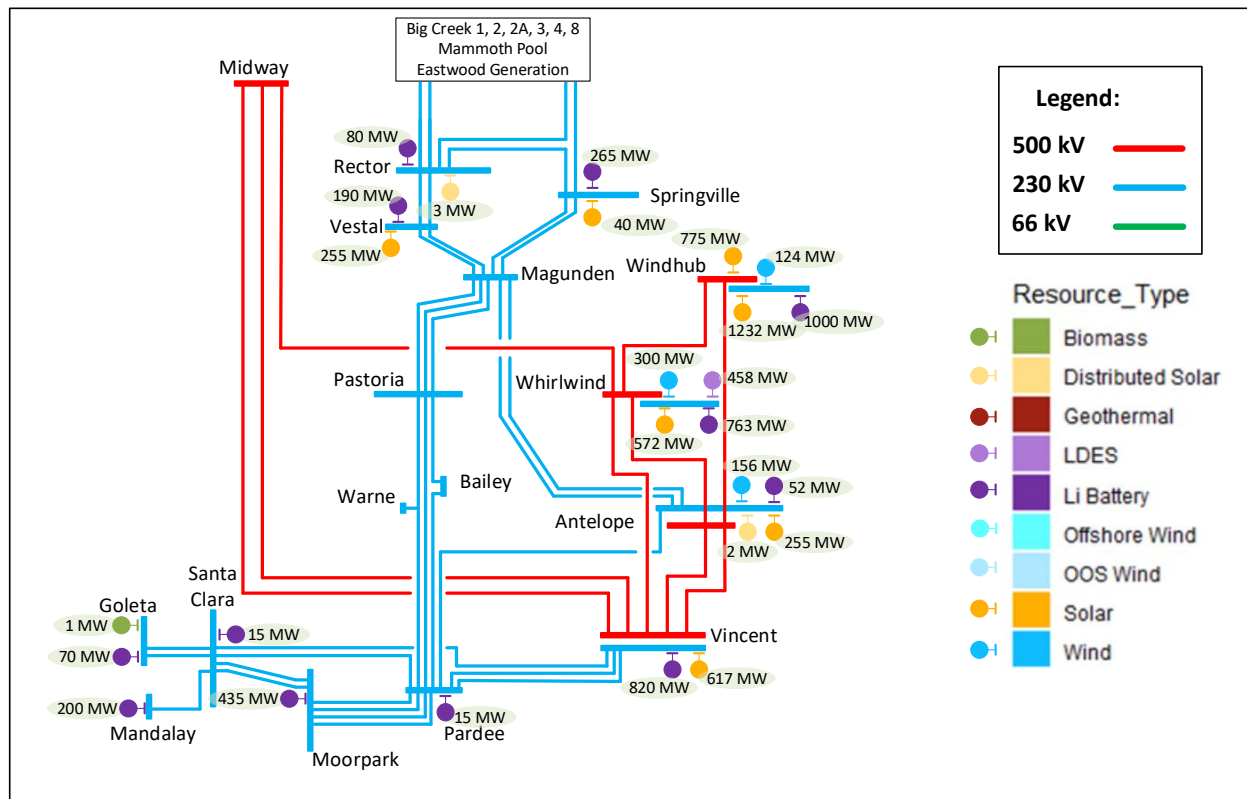 Big Creek 1, 2, 2A, 3, 4, 8
Mammoth Pool
Eastwood Generation
Midway
Legend:
500 kV
230 kV
66 kV
80 MW
Rector
3 MW
265 MW
Springville
40 MW
190 MW
Vestal
255 MW
Magunden
775 MW
Windhub
124 MW
1232 MW
1000 MW
Resource_Type
Biomass
Distributed Solar
Geothermal
LDES
Li Battery
Offshore Wind
OOS Wind
Solar
Wind
Pastoria
300 MW
Whirlwind
458 MW
572 MW
763 MW
Warne
Bailey
156 MW
52 MW
Antelope
2 MW
255 MW
Santa
Clara
Goleta
1 MW
15 MW
70 MW
Vincent
820 MW
617 MW
200 MW
Mandalay
435 MW
Moorpark
15 MW
Pardee